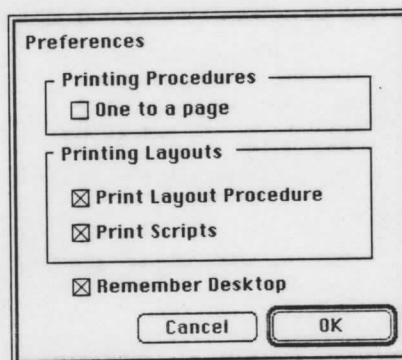 Preferences
Printing Procedures
One to a page
Printing Layouts
Print Layout Procedure
Print Scripts
Remember Desktop
Cancel OK